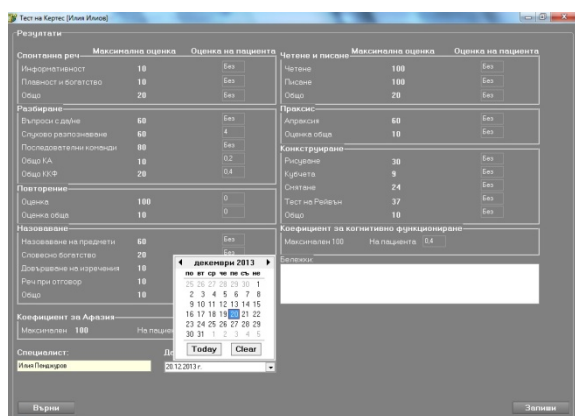 Тест на Кертес [Илия Илиов]
Резултати
Спонтанна реч Максимална оценка Оценка на пациента
Информативност 10 Без
Плавност и богатство 10 Без
Общо 20 Без
Разбиране
Въпроси с да/не 60 Без
Слухово разпознаване 60 4
Последователни команди 80 Без
Общо КА 10 0,2
Общо ККФ 20 0,4
Повторение
Оценка 100 0
Оценка обща 10 0
Назоваване
Назоваване на предмети 60 Без
Словесно богатство 20 Без
Довършване на изречения 10
Реч при отговор 10
Общо 10
Коефициент за Афазия
Максимален 100 На пацие
Специалист:
Илия Пенджуров
20.12.2013 г.
Върни
Четене и писане Максимална оценка Оценка на пациента
Четене 100 Без
Писане 100 Без
Общо 20 Без
Праксис
Апраксия 60 Без
Оценка обща 10 Без
Конструиране
Рисуване 30 Без
Кубчета 9 Без
Смятане 24 Без
Тест на Рейвън 37 Без
Общо 10 Без
Коефициент за когнитивно функциониране
Максимален 100 На пациента 0,4
Бележки:
декември 2013
по вт ср че пе съ не
25 26 27 28 29 30 1
2 3 4 5 6 7 8
9 10 11 12 13 14 15
16 17 18 19 20 21 22
23 24 25 26 27 28 29
30 31 1 2 3 4 5
Today Clear
Запиши